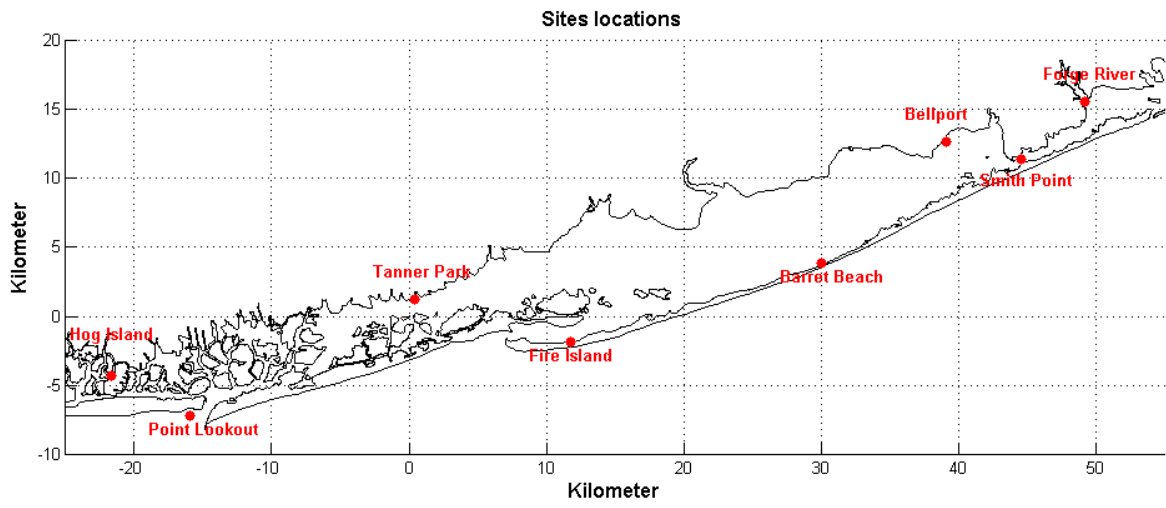 Sites locations
20
Forge River
15
Bellport
10
Smith Point
Kilometer
5
Tanner Park
Barret Beach
0
Hog Island
Fire Island
-5
Point Lookout
-10
-20
-10
0
10
20
30
40
50
Kilometer